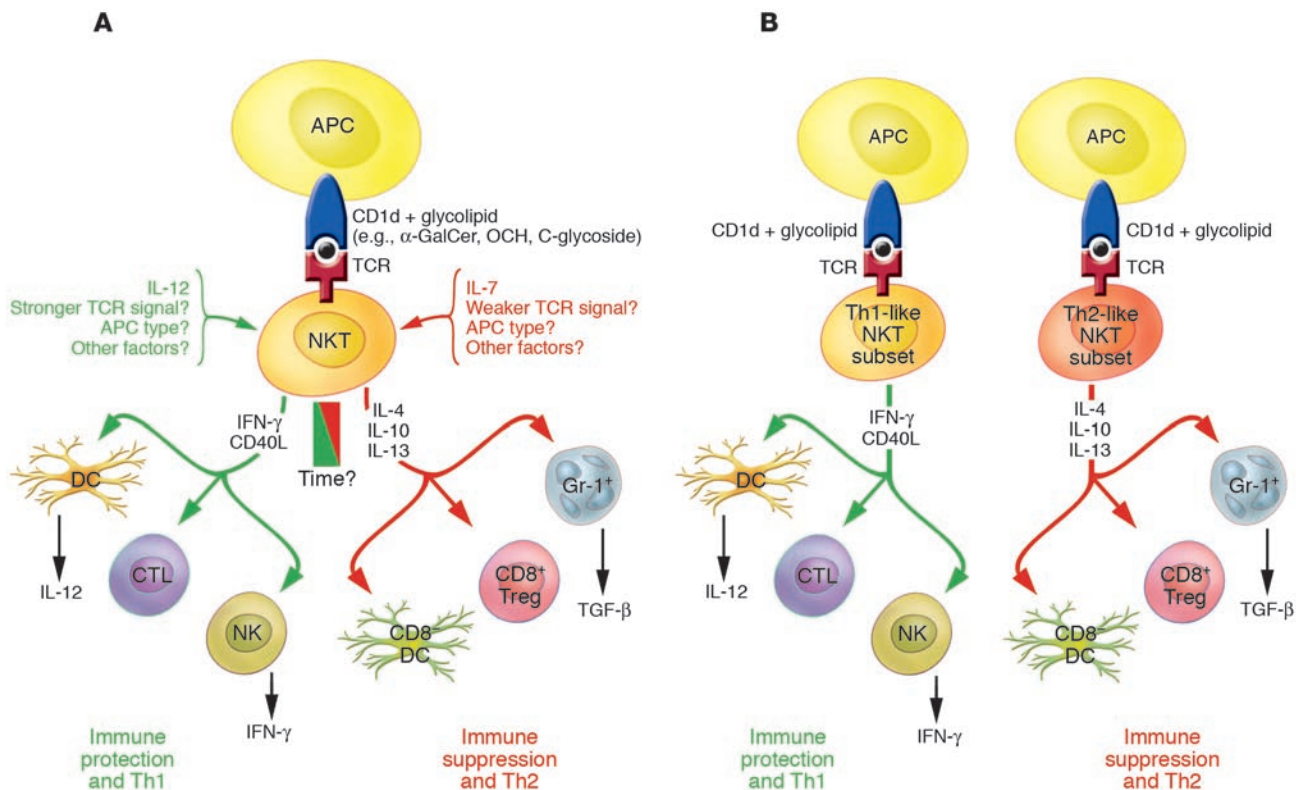 A
APC
CD1d + glycolipid
(e.g., α-GalCer, OCH, C-glycoside)
TCR
IL-12
Stronger TCR signal?
APC type?
Other factors?
IL-7
Weaker TCR signal?
APC type?
Other factors?
NKT
IFN-γ
CD40L
Time?
IL-4
IL-10
IL-13
DC
IL-12
CTL
NK
IFN-γ
CD8⁻
DC
CD8⁺
Treg
Gr-1⁺
TGF-β
Immune
protection
and Th1
Immune
suppression
and Th2
B
APC
CD1d + glycolipid
TCR
Th1-like
NKT
subset
IFN-γ
CD40L
DC
IL-12
CTL
NK
IFN-γ
Immune
protection
and Th1
APC
CD1d + glycolipid
TCR
Th2-like
NKT
subset
IL-4
IL-10
IL-13
CD8⁻
DC
CD8⁺
Treg
Gr-1⁺
TGF-β
Immune
suppression
and Th2